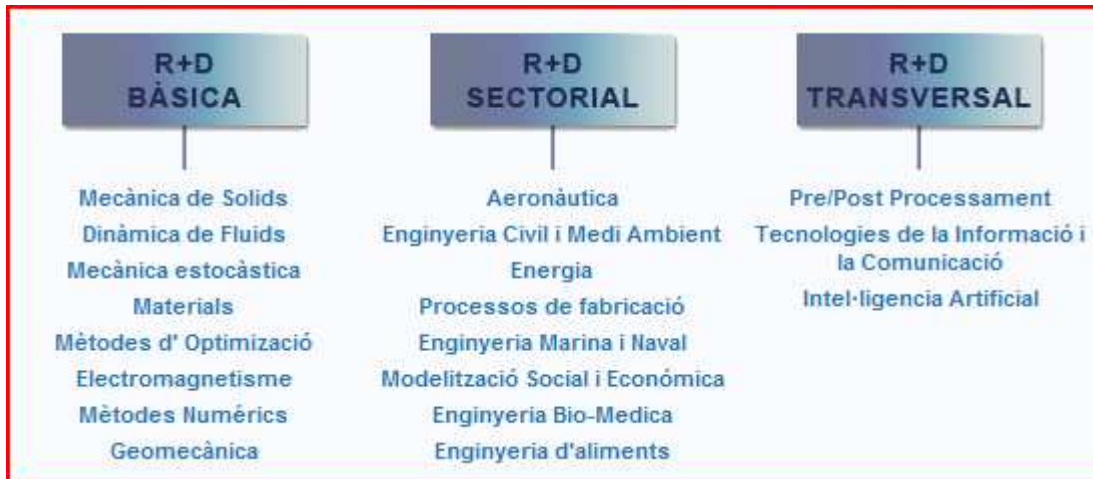 R+D
BÀSICA
Mecànica de Solids
Dinàmica de Fluids
Mecànica estocàstica
Materials
Mètodes d' Optimizació
Electromagnetisme
Mètodes Numérics
Geomecànica
R+D
SECTORIAL
Aeronàutica
Enginyeria Civil i Medi Ambient
Energia
Processos de fabricació
Enginyeria Marina i Naval
Modelització Social i Económica
Enginyeria Bio-Medica
Enginyeria d'aliments
R+D
TRANSVERSAL
Pre/Post Processament
Tecnologies de la Informació i
la Comunicació
Intel·ligencia Artificial